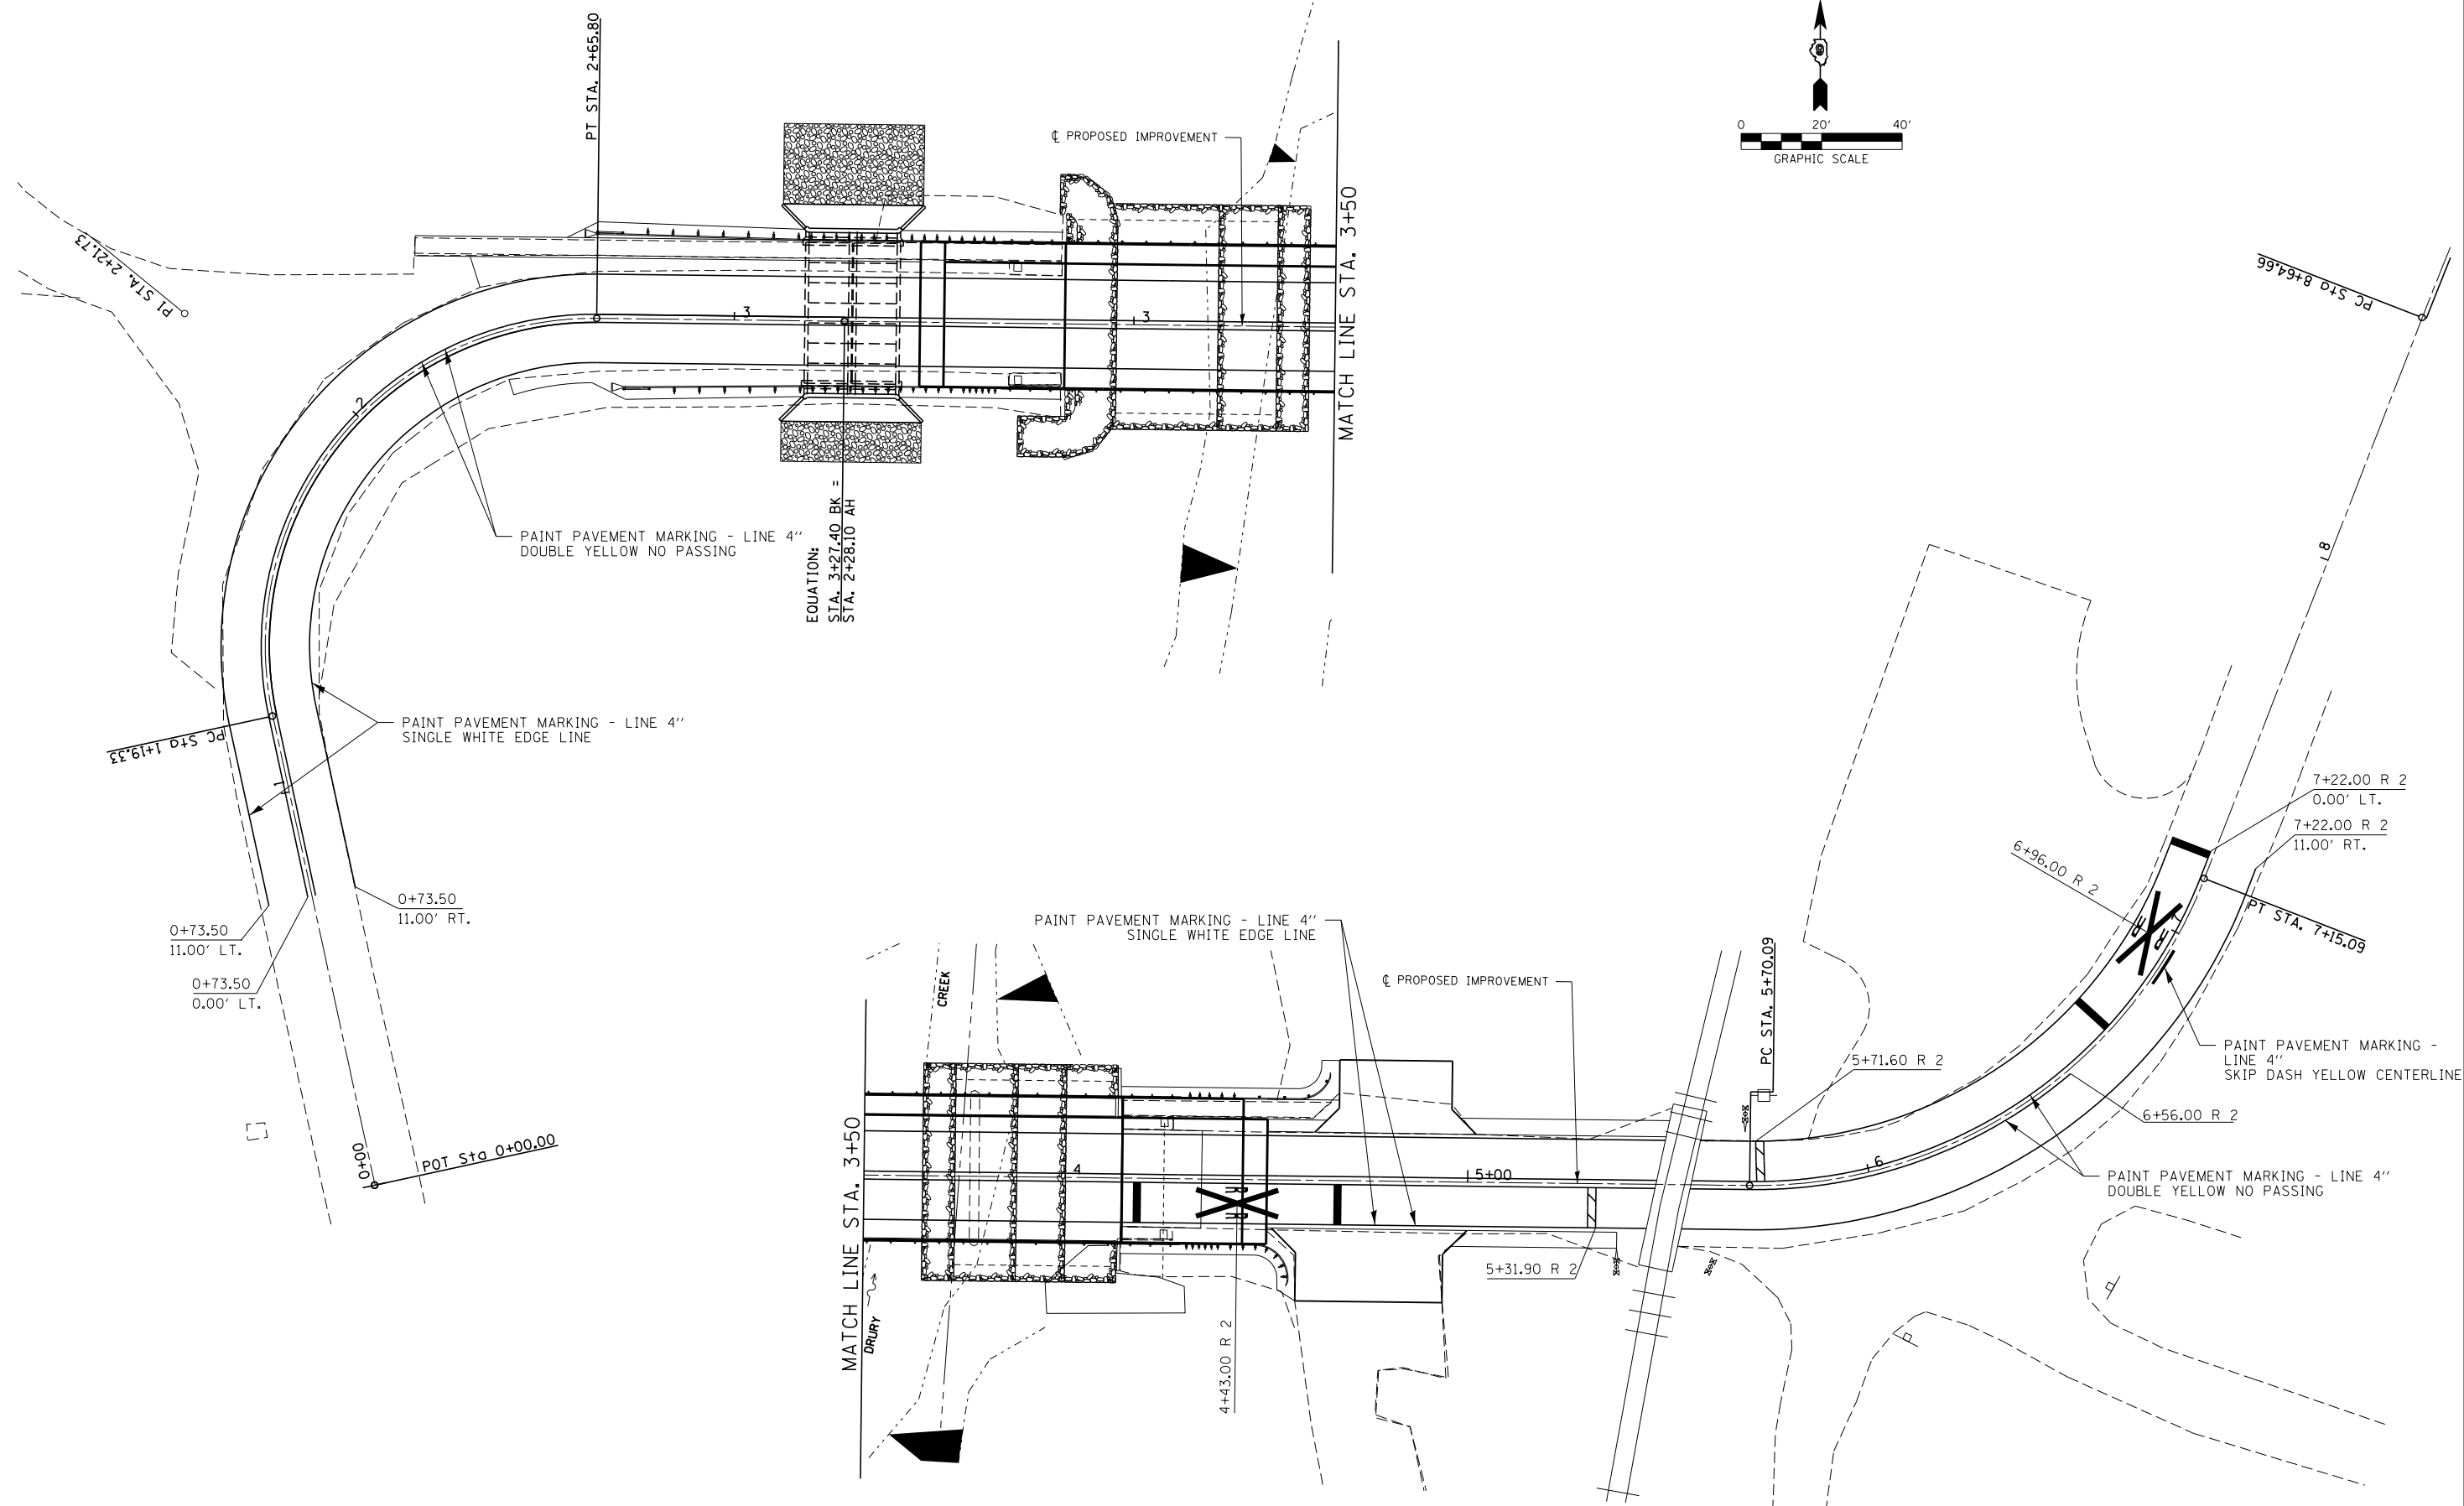 PT STA. 2+65.80
℄ PROPOSED IMPROVEMENT
MATCH LINE STA. 3+50
0 20' 40'
GRAPHIC SCALE
PI STA. 2+21.73
3
3
2
EQUATION:
STA. 3+27.40 BK =
STA. 2+28.10 AH
PAINT PAVEMENT MARKING - LINE 4''
DOUBLE YELLOW NO PASSING
PAINT PAVEMENT MARKING - LINE 4''
SINGLE WHITE EDGE LINE
PC Sta 1+19.33
1
0+73.50
11.00' RT.
0+73.50
11.00' LT.
0+73.50
0.00' LT.
0+00
POT Sta 0+00.00
PC Sta 8+64.66
8
7+22.00 R 2
0.00' LT.
7+22.00 R 2
11.00' RT.
6+96.00 R 2
R R
7
PT STA. 7+15.09
PAINT PAVEMENT MARKING - LINE 4''
SINGLE WHITE EDGE LINE
℄ PROPOSED IMPROVEMENT
CREEK
PC STA. 5+70.09
5+71.60 R 2
PAINT PAVEMENT MARKING -
LINE 4''
SKIP DASH YELLOW CENTERLINE
6+56.00 R 2
PAINT PAVEMENT MARKING - LINE 4''
DOUBLE YELLOW NO PASSING
6
5+00
4
R R
MATCH LINE STA. 3+50
DRURY
5+31.90 R 2
4+43.00 R 2